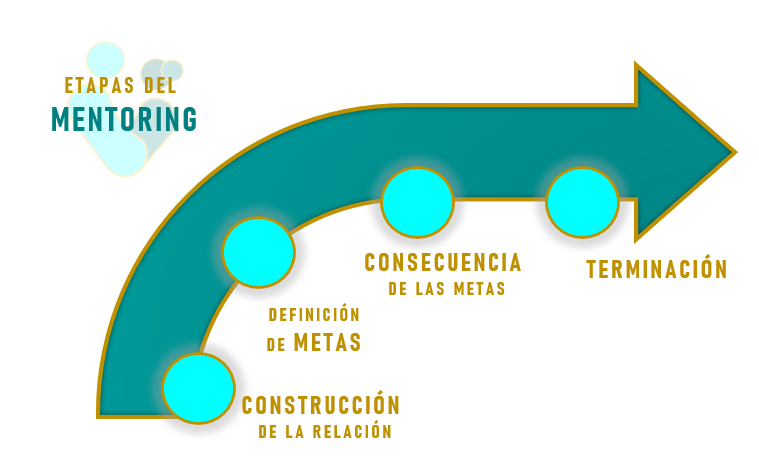 ETAPAS DEL
MENTORING
CONSECUENCIA
DE LAS METAS
TERMINACIÓN
DEFINICIÓN
DE METAS
CONSTRUCCIÓN
DE LA RELACIÓN